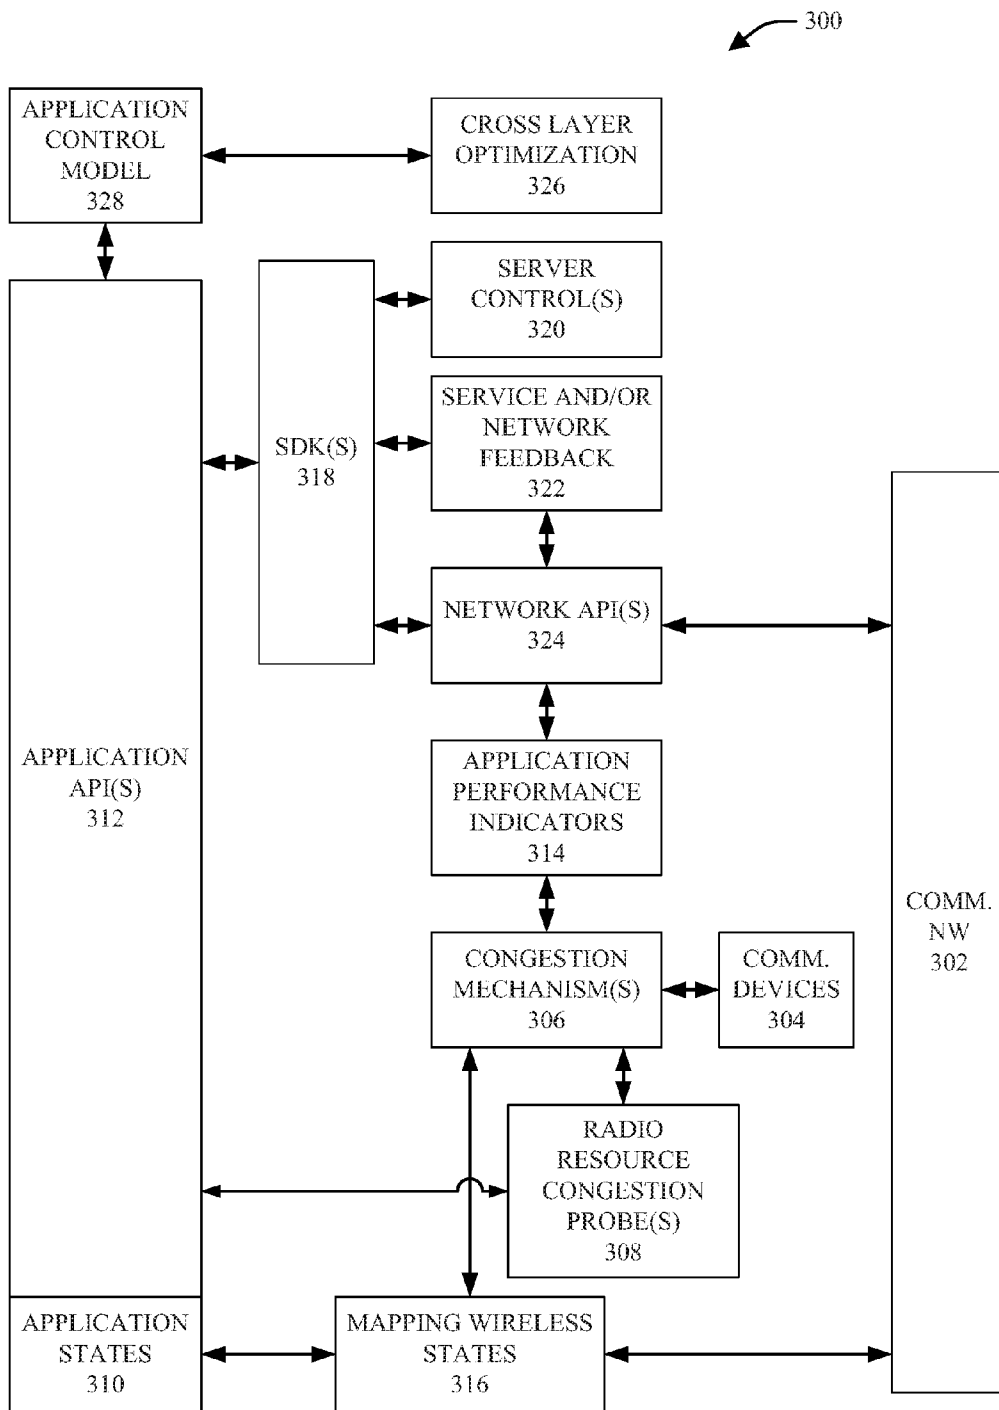 300
APPLICATION
CONTROL
MODEL
328
CROSS LAYER
OPTIMIZATION
326
SERVER
CONTROL(S)
320
SDK(S)
318
SERVICE AND/OR
NETWORK
FEEDBACK
322
NETWORK API(S)
324
APPLICATION
API(S)
312
APPLICATION
PERFORMANCE
INDICATORS
314
COMM.
NW
302
CONGESTION
MECHANISM(S)
306
COMM.
DEVICES
304
RADIO
RESOURCE
CONGESTION
PROBE(S)
308
APPLICATION
STATES
310
MAPPING WIRELESS
STATES
316